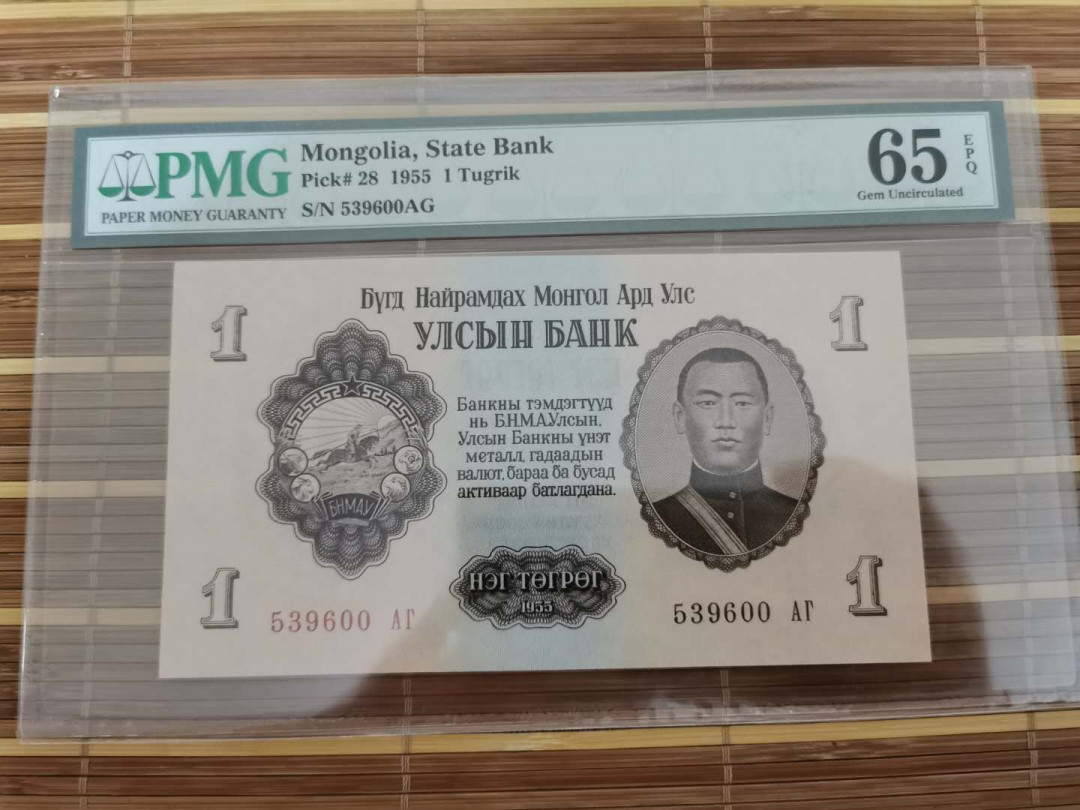 PMG
PAPER MONEY GUARANTY
Mongolia, State Bank
Pick# 28 1955 1 Tugrik
S/N 539600AG
65 EPQ
Gem Uncirculated
Бүгд Найрамдах Монгол Ард Улс
УЛСЫН БАНК
1
1
Банкны тэмдэгтүүд
нь Б.Н.М.А.Улсын,
Улсын Банкны үнэт
металл, гадаадын
валют, бараа ба бусад
активаар батлагдана.
БНМАУ
НЭГ ТӨГРӨГ
1955
1
539600 АГ
539600 АГ
1